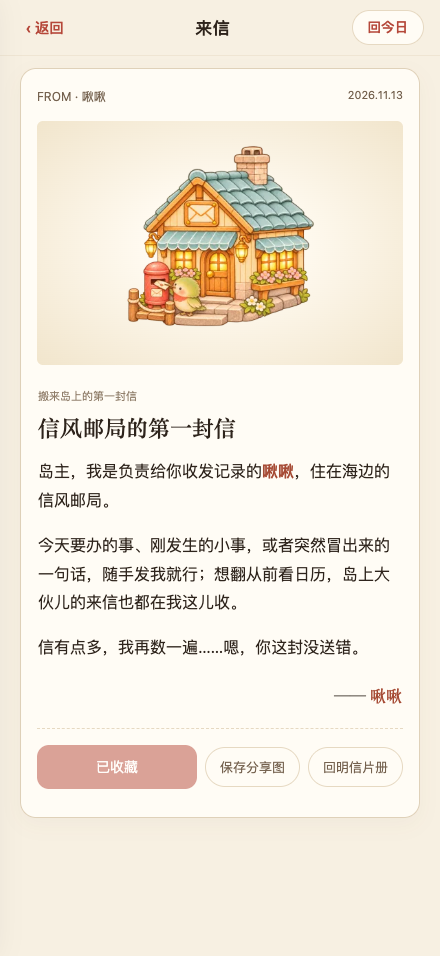 ‹ 返回
来信
回今日
FROM · 啾啾
2026.11.13
搬来岛上的第一封信
信风邮局的第一封信
岛主，我是负责给你收发记录的啾啾，住在海边的
信风邮局。
今天要办的事、刚发生的小事，或者突然冒出来的
一句话，随手发我就行；想翻从前看日历，岛上大
伙儿的来信也都在我这儿收。
信有点多，我再数一遍……嗯，你这封没送错。
—— 啾啾
已收藏
保存分享图
回明信片册